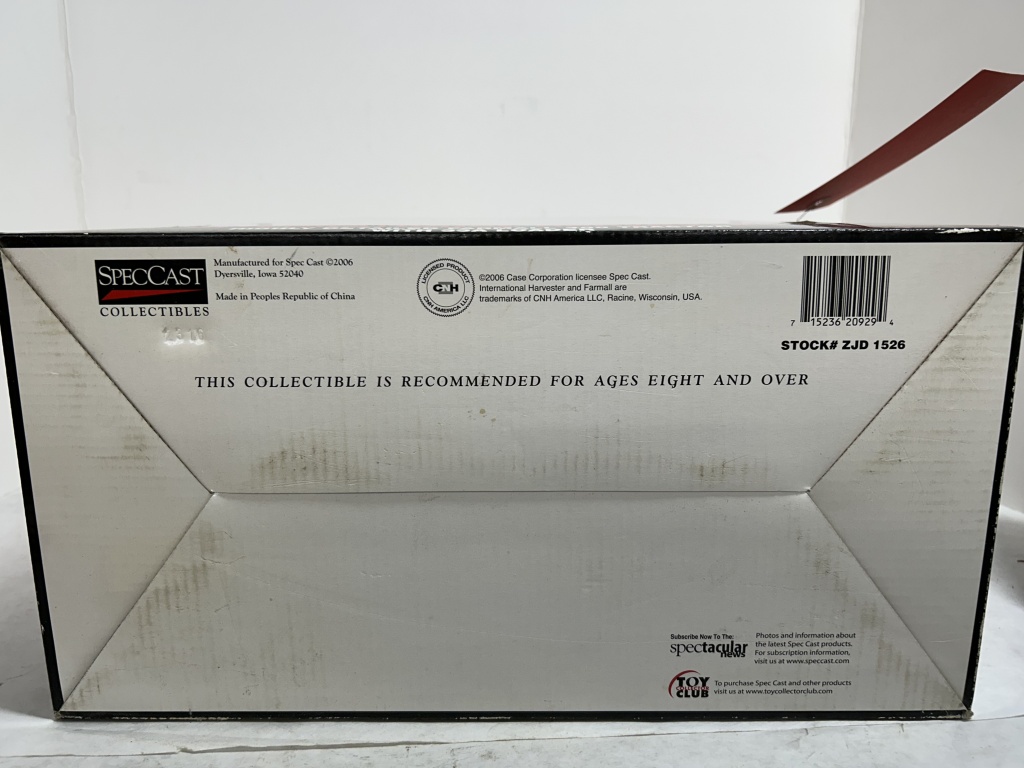 SPECCAST
COLLECTIBLES
Manufactured for Spec Cast ©2006
Dyersville, Iowa 52040
Made in Peoples Republic of China
LICENSED PRODUCT
CNH
CNH AMERICA LLC
©2006 Case Corporation licensee Spec Cast.
International Harvester and Farmall are
trademarks of CNH America LLC, Racine, Wisconsin, USA.
7 15236 20929 4
STOCK# ZJD 1526
THIS COLLECTIBLE IS RECOMMENDED FOR AGES EIGHT AND OVER
Subscribe Now To The:
spectacular
news
Photos and information about
the latest Spec Cast products.
For subscription information,
visit us at www.speccast.com
TOY
COLLECTOR
CLUB
To purchase Spec Cast and other products
visit us at www.toycollectorclub.com